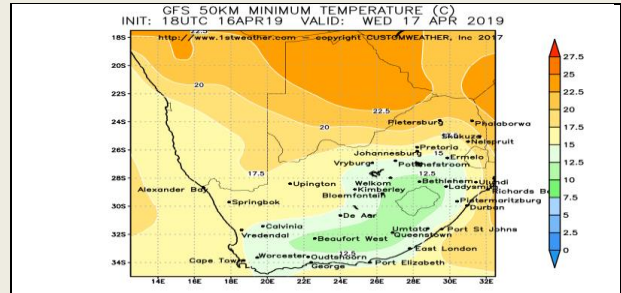 GFS 50KM MINIMUM TEMPERATURE (C)
INIT: 18UTC 16APR19 VALID: WED 17 APR 2019
http://www.1stweather.com - copyright CUSTOMWEATHER, Inc 2017
22.5
18S
27.5
25
20S
20
22.5
22.5
20
22S
17.5
15
24S
Pietersburg
Phalaborwa
12.5
20
Skukuza
Nelspruit
10
26S
Johannesburg
Pretoria
15
Ermelo
7.5
17.5
Vryburg
Potchefstroom
5
28S
Alexander Bay
Upington
Welkom
Kimberley
12.5
Bethlehem
Ulundi
Ladysmith
Richards
2.5
Bloemfontein
0
30S
Springbok
De Aar
Pietermaritzburg
Durban
32S
Calvinia
Vredendal
Beaufort West
Umtata
Queenstown
Port St Johns
34S
Cape Town
Worcester
Oudtshoorn
12.5
George
Port Elizabeth
East London
14E 16E 18E 20E 22E 24E 26E 28E 30E 32E